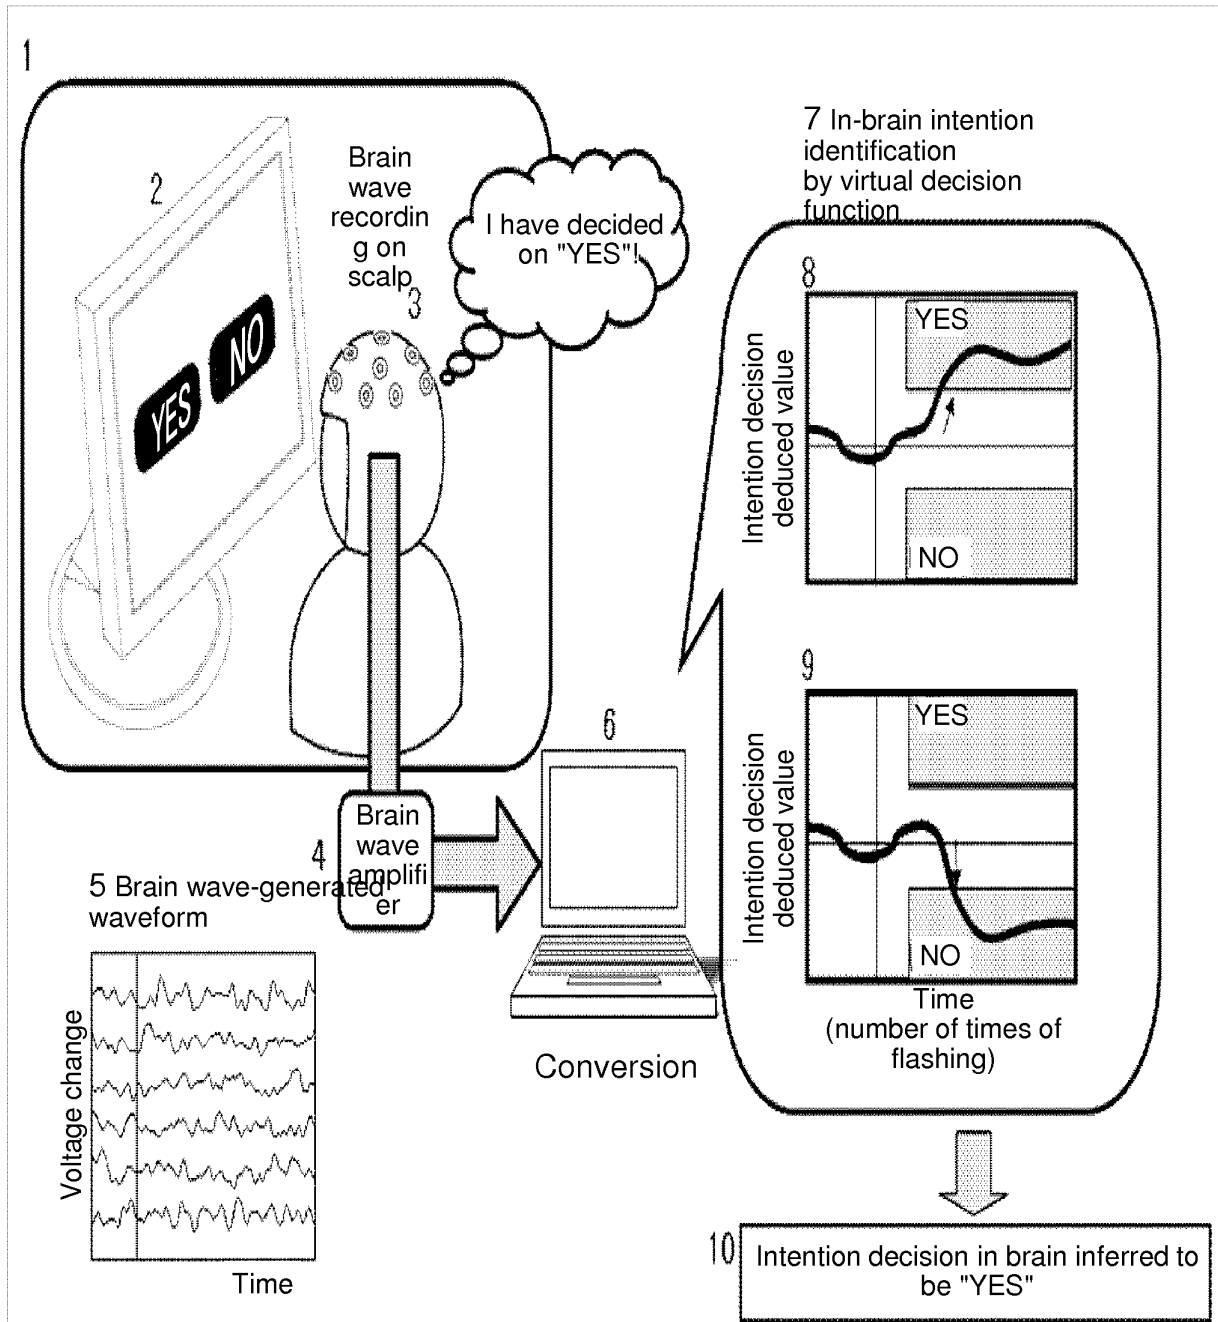 1
2
YES
NO
Brain
wave
recordin
g on
scalp
3
I have decided
on "YES"!
4
Brain
wave
amplifi
er
5 Brain wave-generated
waveform
Voltage change
Time
6
Conversion
7 In-brain intention
identification
by virtual decision
function
8
Intention decision
deduced value
YES
NO
9
Intention decision
deduced value
YES
NO
Time
(number of times of
flashing)
10
Intention decision in brain inferred to
be "YES"